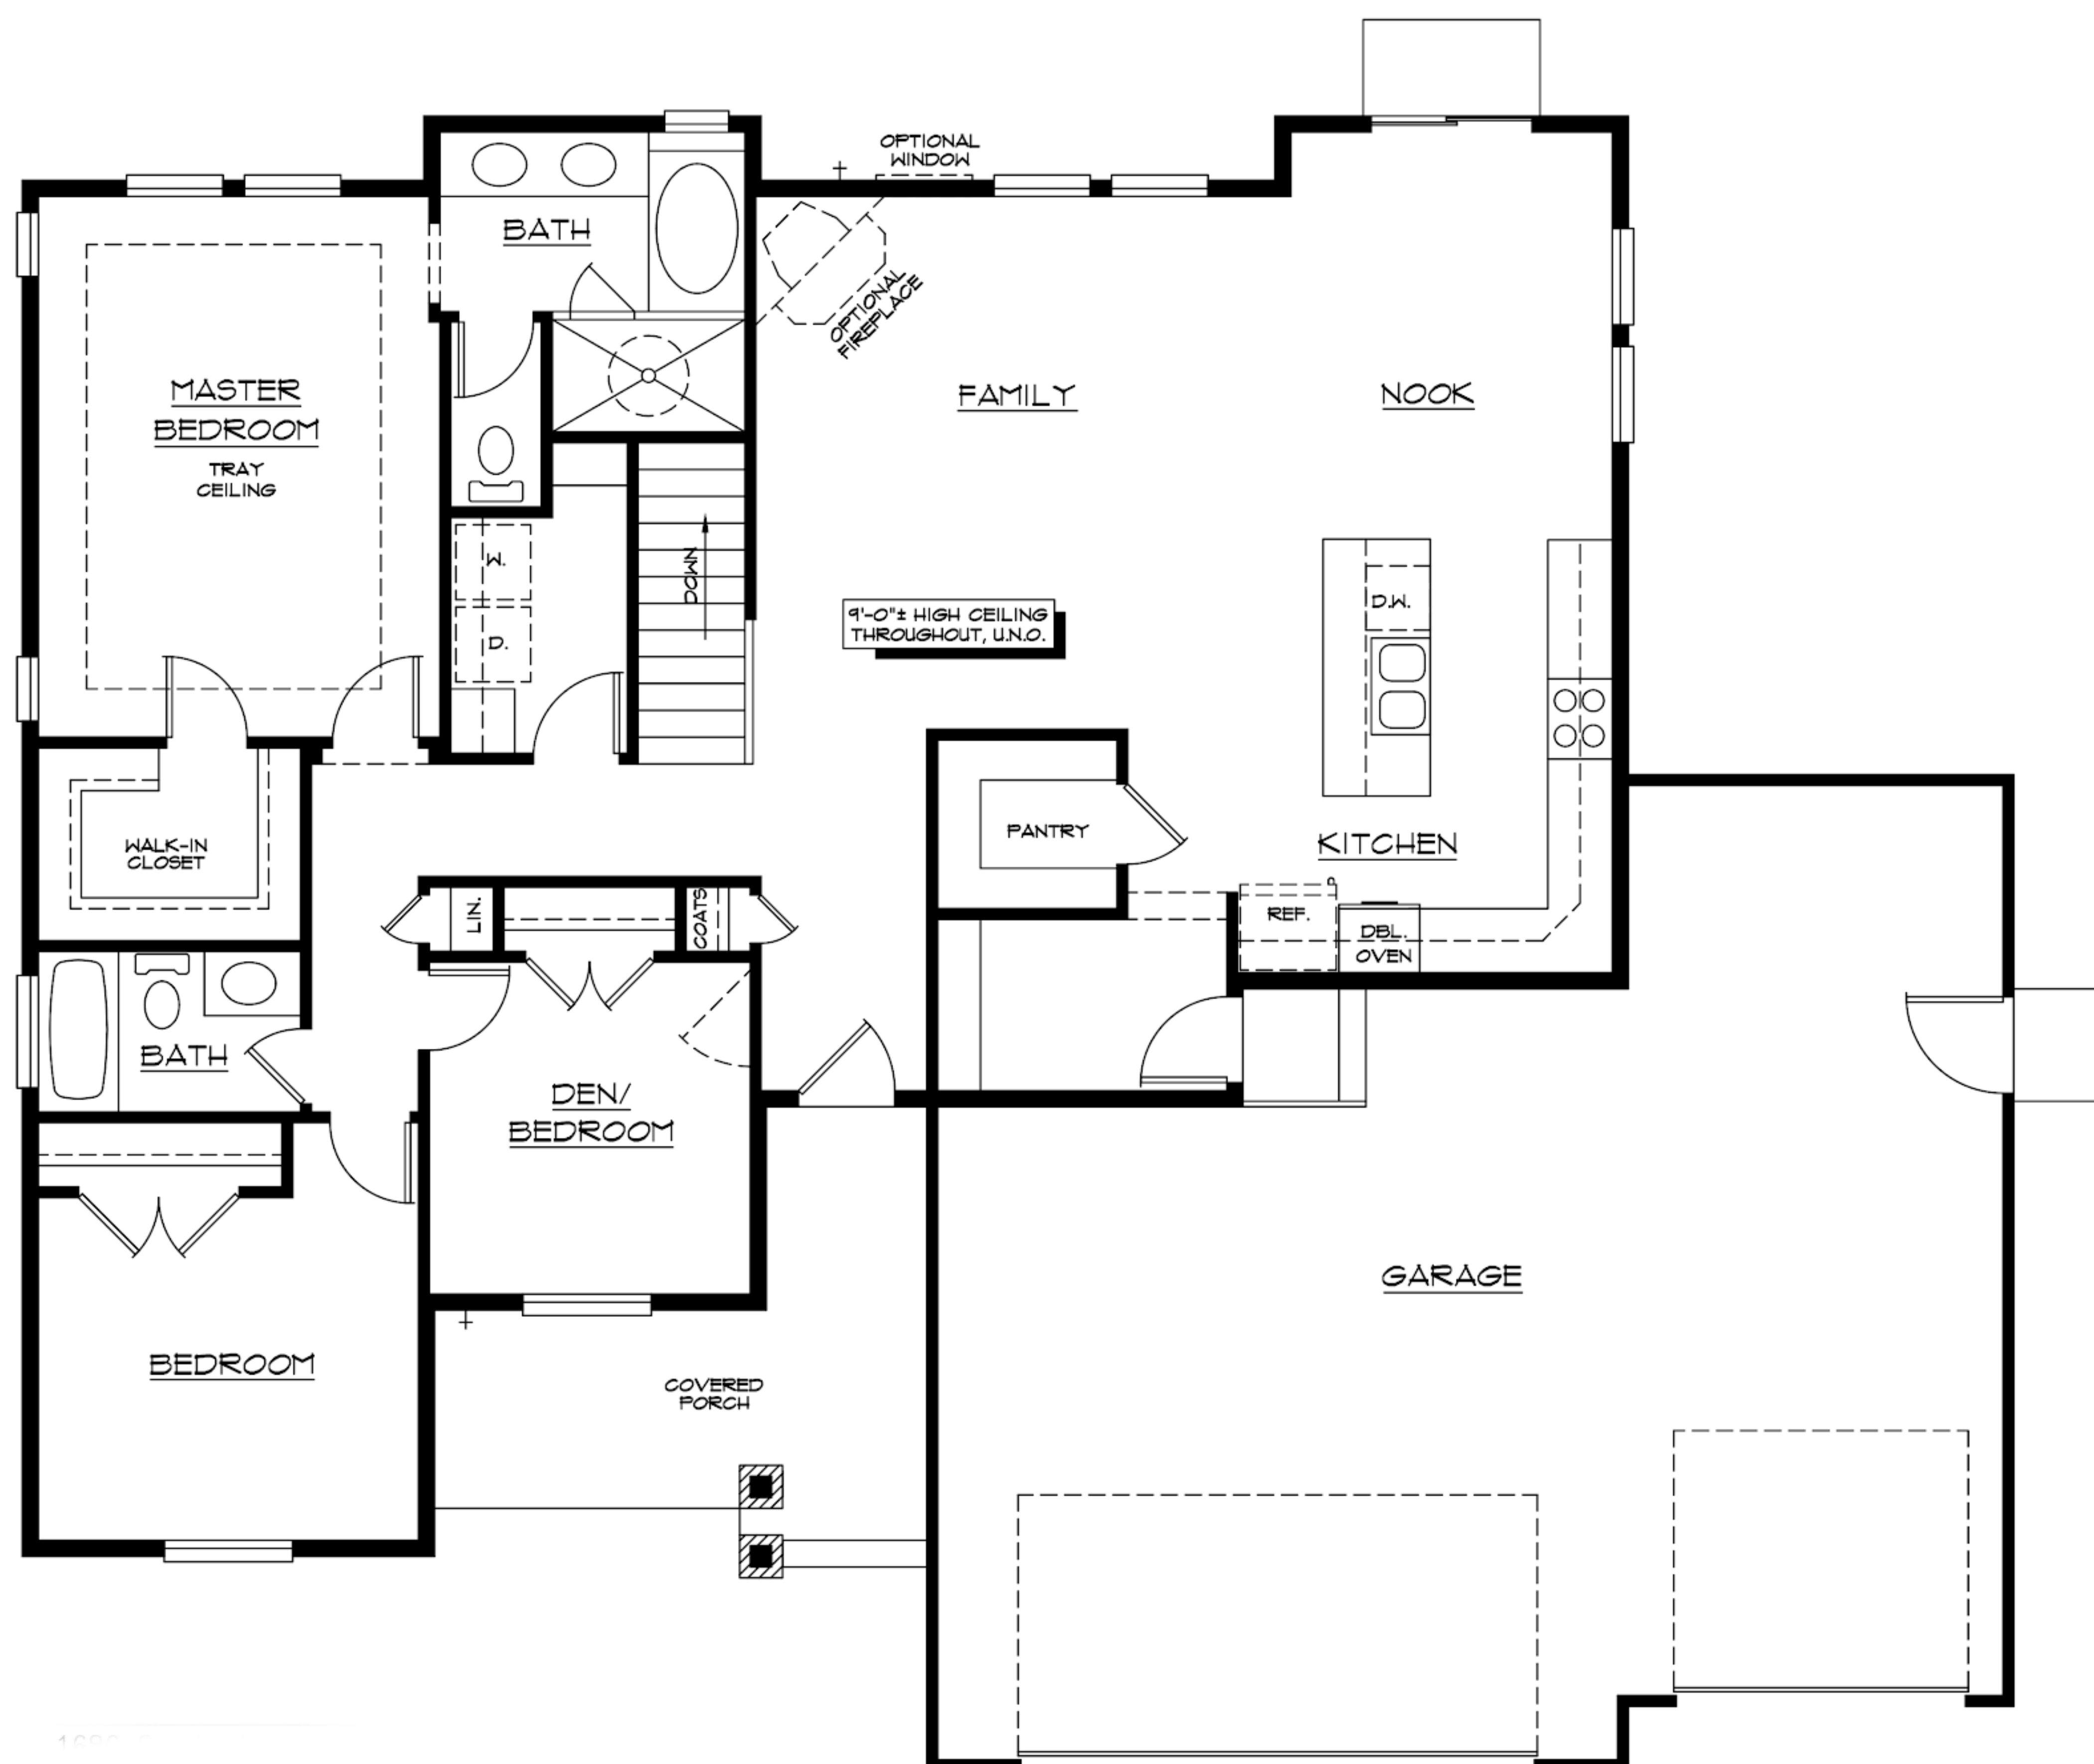 OPTIONAL
WINDOW
BATH
OPTIONAL
FIREPLACE
MASTER
BEDROOM
TRAY
CEILING
FAMILY
NOOK
W.
D.
DOWN
9'-0"± HIGH CEILING
THROUGHOUT, U.N.O.
D.W.
WALK-IN
CLOSET
PANTRY
KITCHEN
LIN.
COATS
REF.
DBL.
OVEN
BATH
DEN/
BEDROOM
GARAGE
BEDROOM
COVERED
PORCH